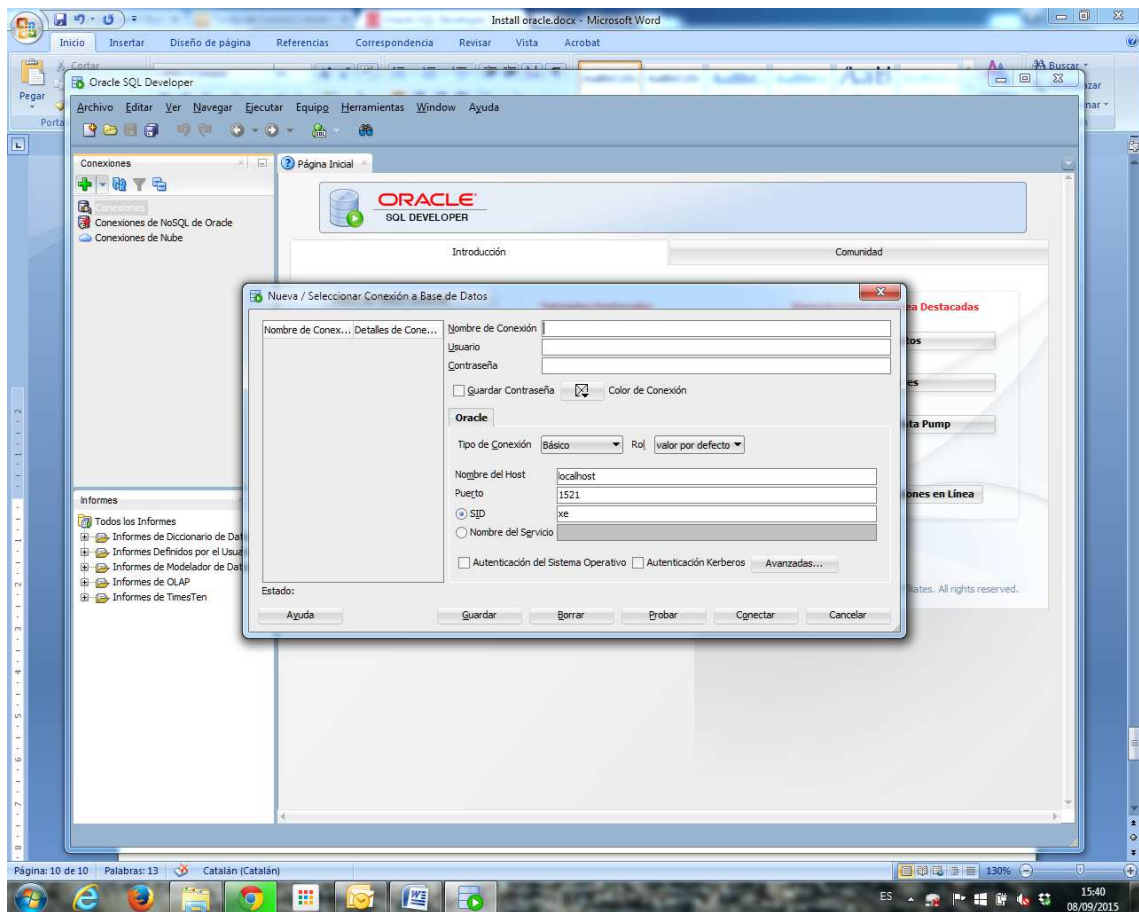 Install oracle.docx - Microsoft Word
Inicio Insertar Diseño de página Referencias Correspondencia Revisar Vista Acrobat
Pegar
Cortar
Buscar
Oracle SQL Developer
Archivo Editar Ver Navegar Ejecutar Equipo Herramientas Window Ayuda
Conexiones
Conexiones
Conexiones de NoSQL de Oracle
Conexiones de Nube
Página Inicial
ORACLE
SQL DEVELOPER
Introducción
Comunidad
Nueva / Seleccionar Conexión a Base de Datos
Nombre de Conex... Detalles de Cone...
Nombre de Conexión
Usuario
Contraseña
Guardar Contraseña Color de Conexión
Oracle
Tipo de Conexión Básico Rol valor por defecto
Nombre del Host localhost
Puerto 1521
SID xe
Nombre del Servicio
Autenticación del Sistema Operativo Autenticación Kerberos Avanzadas...
Estado:
Ayuda Guardar Borrar Probar Conectar Cancelar
ea Destacadas
tos
es
ta Pump
ones en Línea
iliates. All rights reserved.
Informes
Todos los Informes
Informes de Diccionario de Dat
Informes Definidos por el Usua
Informes de Modelador de Dat
Informes de OLAP
Informes de TimesTen
Página: 10 de 10 Palabras: 13 Catalán (Catalán) 130%
ES 15:40
08/09/2015